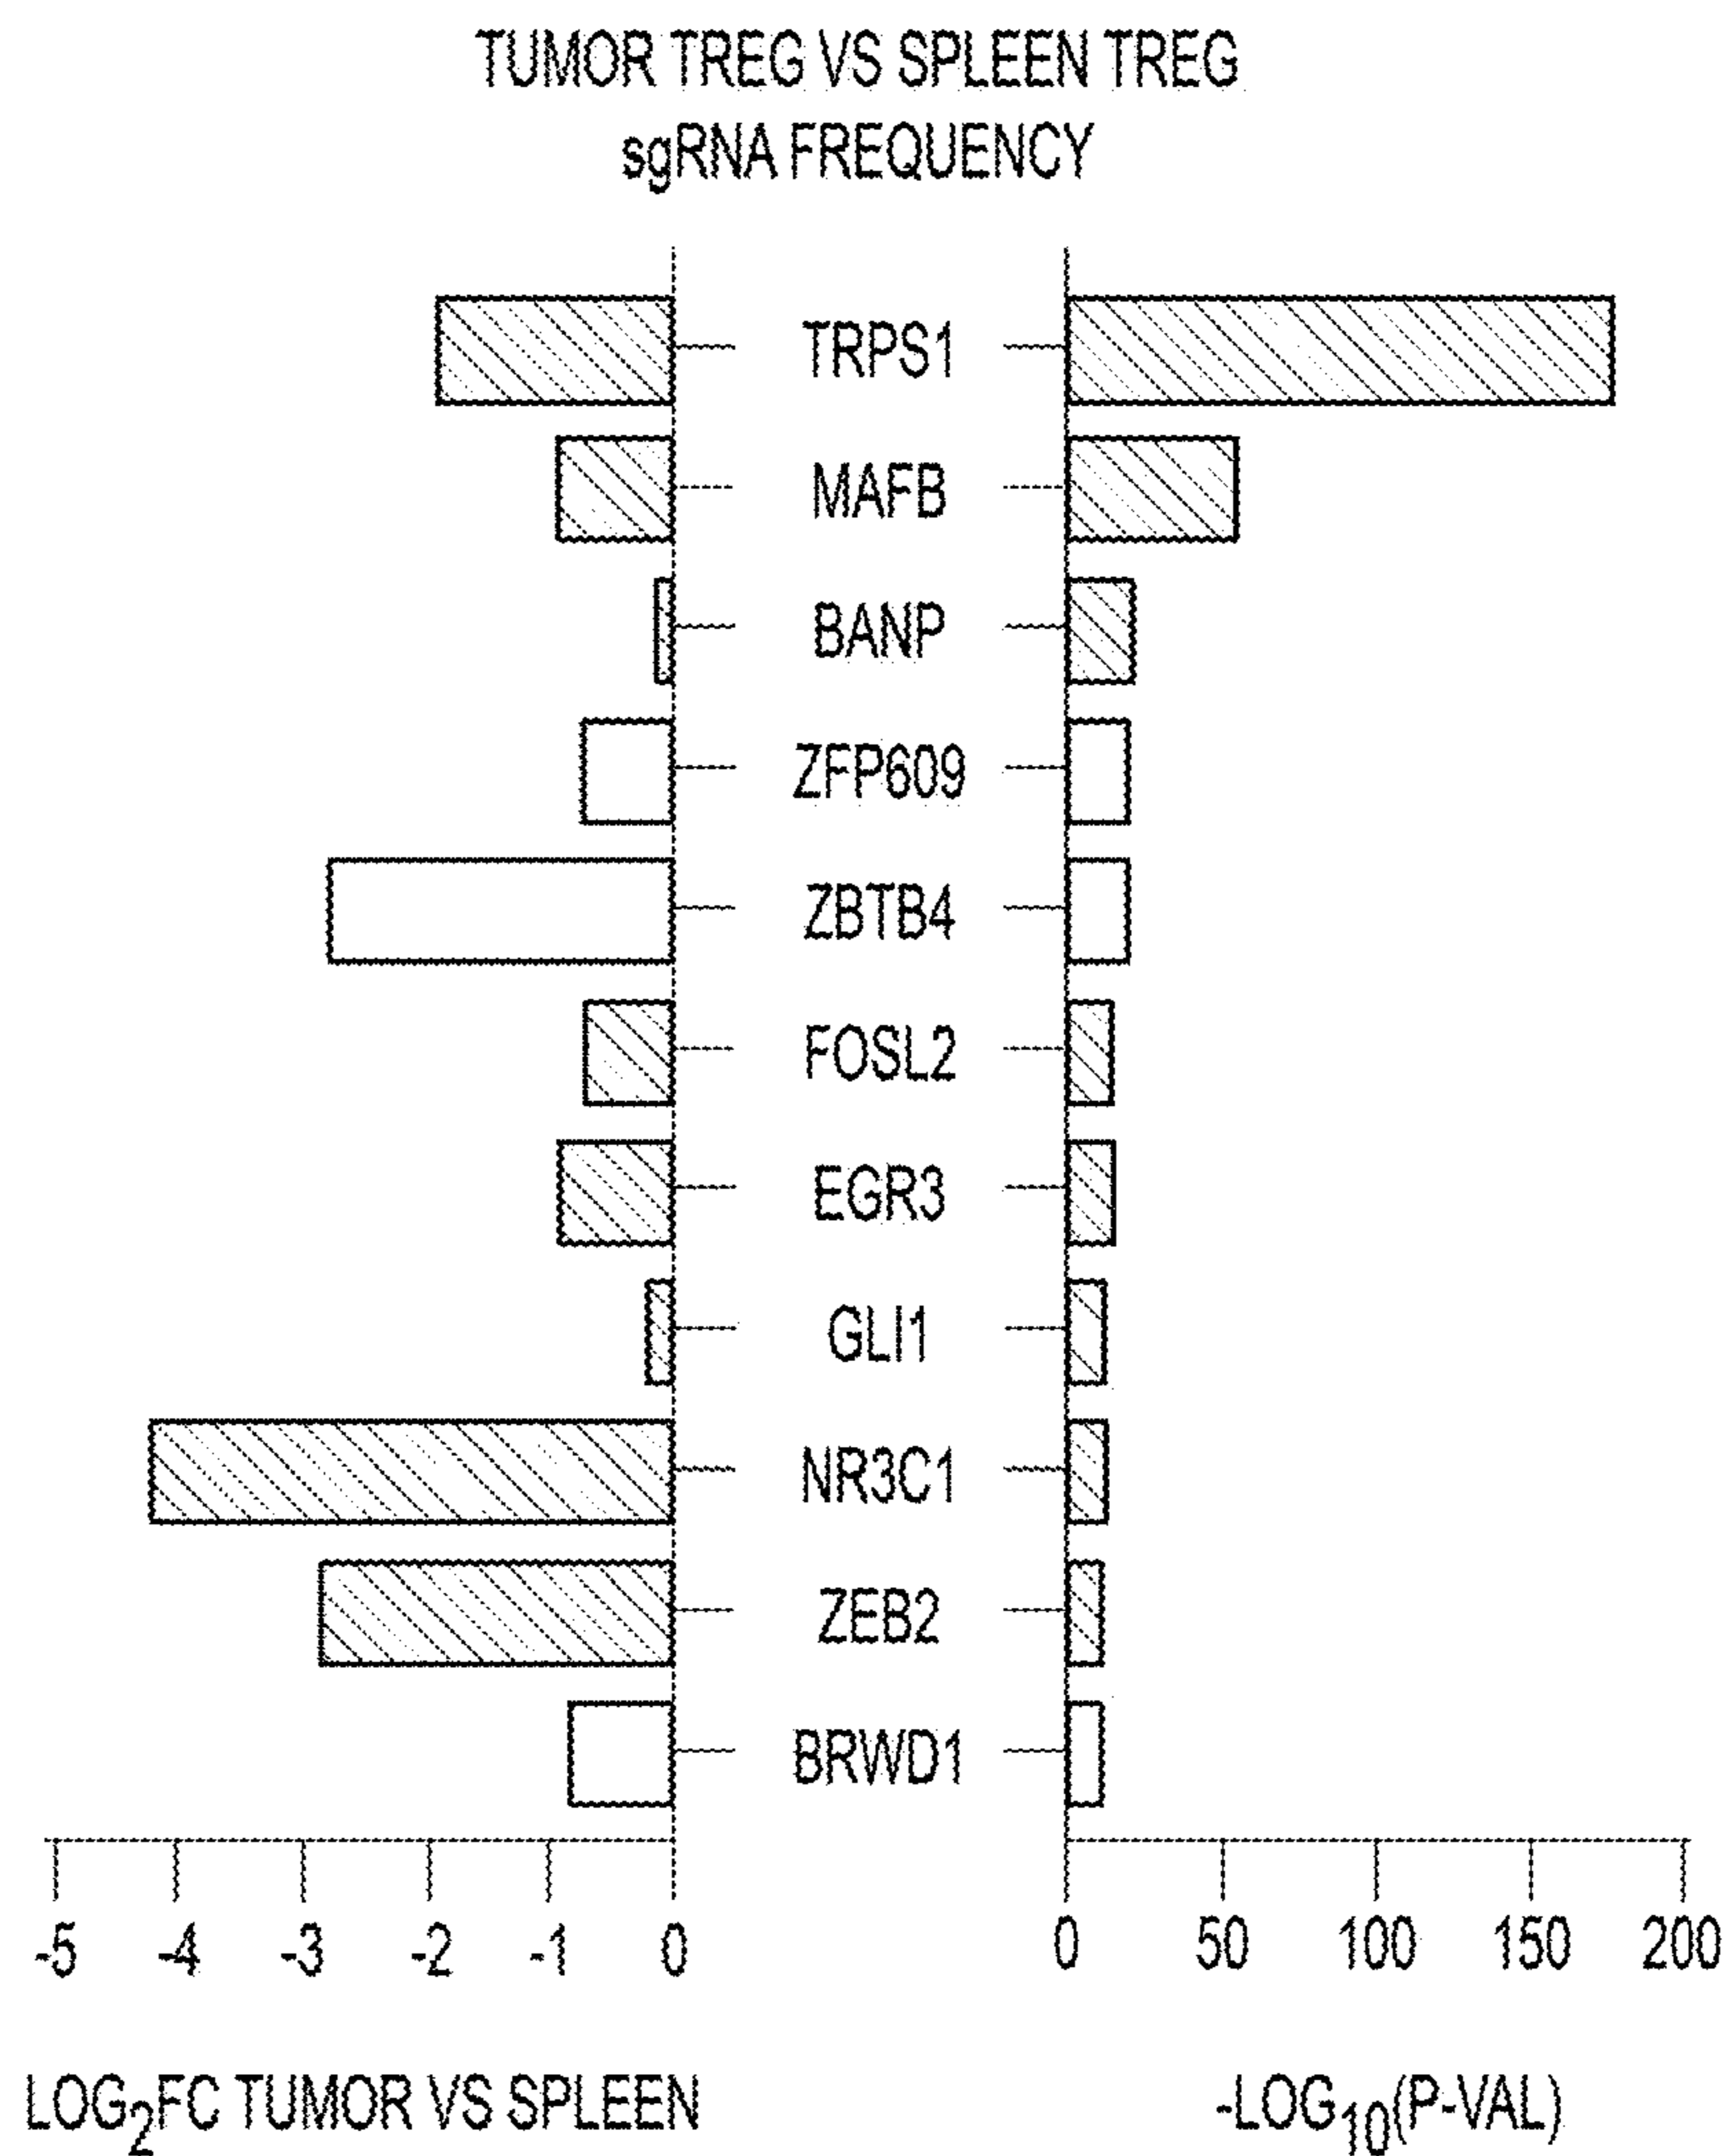 TUMOR TREG VS SPLEEN TREG
sgRNA FREQUENCY
TRPS1
MAFB
BANP
ZFP609
ZBTB4
FOSL2
EGR3
GLI1
NR3C1
ZEB2
BRWD1
-5 -4 -3 -2 -1 0 0 50 100 150 200
LOG₂FC TUMOR VS SPLEEN -LOG₁₀(P-VAL)